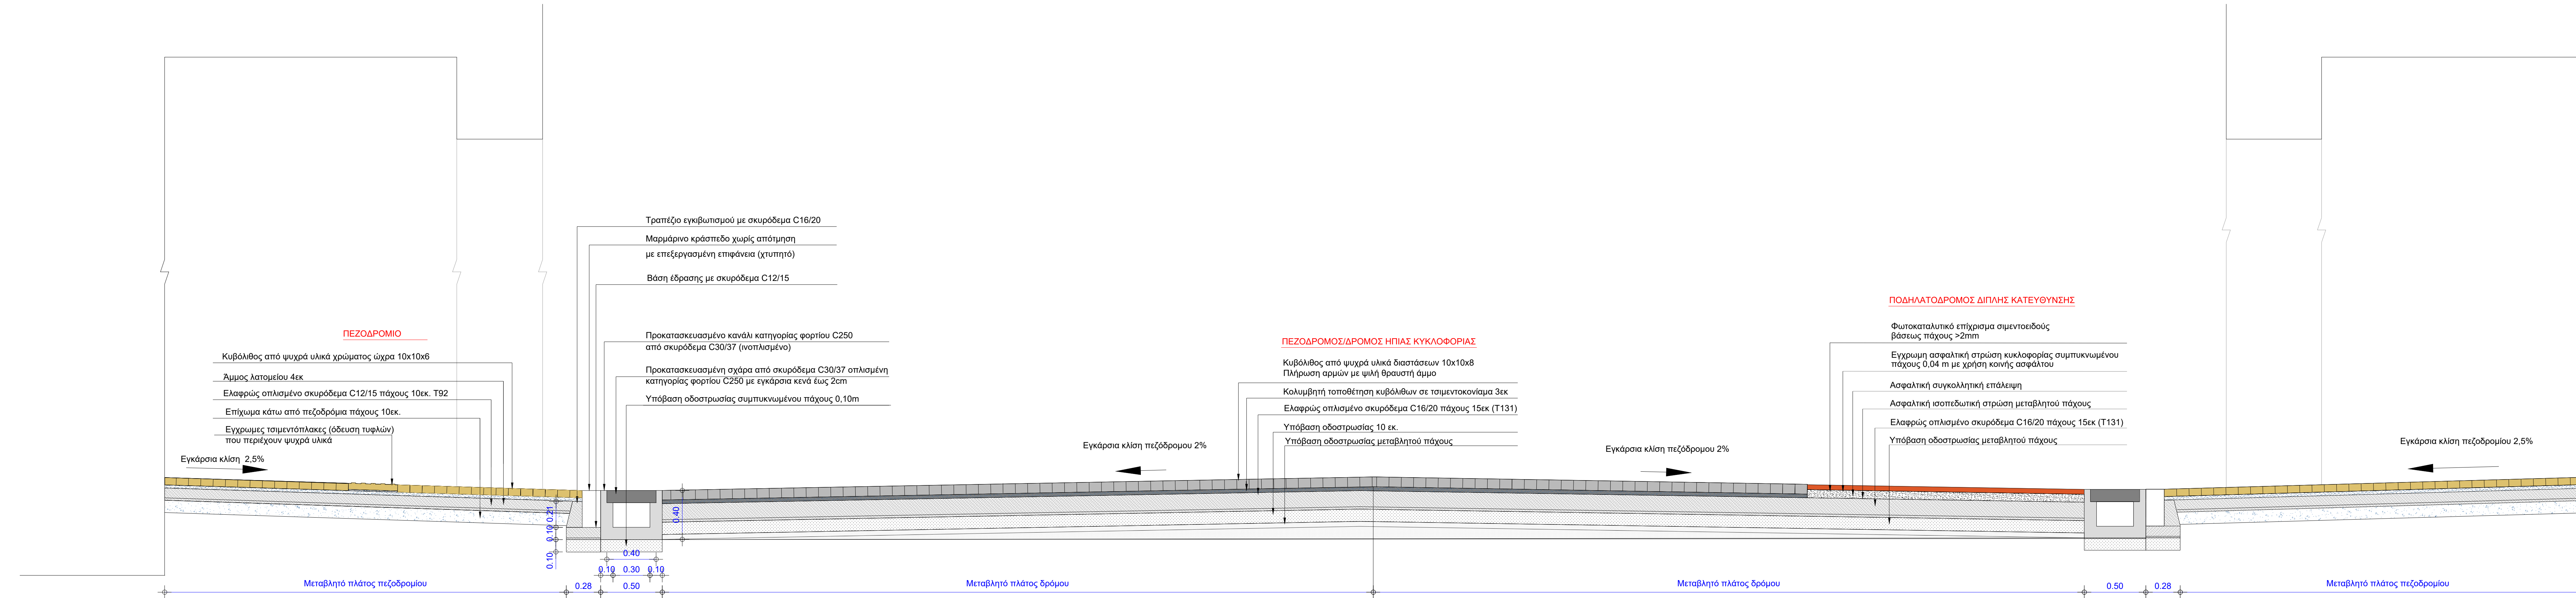 Τραπέζιο εγκιβωτισμού με σκυρόδεμα C16/20
Μαρμάρινο κράσπεδο χωρίς απότμηση
με επεξεργασμένη επιφάνεια (χτυπητό)
Βάση έδρασης με σκυρόδεμα C12/15
Προκατασκευασμένο κανάλι κατηγορίας φορτίου C250
από σκυρόδεμα C30/37 (ινοπλισμένο)
Προκατασκευασμένη σχάρα από σκυρόδεμα C30/37 οπλισμένη
κατηγορίας φορτίου C250 με εγκάρσια κενά έως 2cm
Υπόβαση οδοστρωσίας συμπυκνωμένου πάχους 0,10m
ΠΕΖΟΔΡΟΜΙΟ
Κυβόλιθος από ψυχρά υλικά χρώματος ώχρα 10x10x6
Άμμος λατομείου 4εκ
Ελαφρώς οπλισμένο σκυρόδεμα C12/15 πάχους 10εκ. T92
Επίχωμα κάτω από πεζοδρόμια πάχους 10εκ.
Εγχρωμες τσιμεντόπλακες (όδευση τυφλών)
που περιέχουν ψυχρά υλικά
Εγκάρσια κλίση 2,5%
ΠΕΖΟΔΡΟΜΟΣ/ΔΡΟΜΟΣ ΗΠΙΑΣ ΚΥΚΛΟΦΟΡΙΑΣ
Κυβόλιθος από ψυχρά υλικά διαστάσεων 10x10x8
Πλήρωση αρμών με ψιλή θραυστή άμμο
Κολυμβητή τοποθέτηση κυβόλιθων σε τσιμεντοκονίαμα 3εκ
Ελαφρώς οπλισμένο σκυρόδεμα C16/20 πάχους 15εκ (T131)
Υπόβαση οδοστρωσίας 10 εκ.
Υπόβαση οδοστρωσίας μεταβλητού πάχους
Εγκάρσια κλίση πεζόδρομου 2%
Εγκάρσια κλίση πεζόδρομου 2%
ΠΟΔΗΛΑΤΟΔΡΟΜΟΣ ΔΙΠΛΗΣ ΚΑΤΕΥΘΥΝΣΗΣ
Φωτοκαταλυτικό επίχρισμα σιμεντοειδούς
βάσεως πάχους >2mm
Εγχρωμη ασφαλτική στρώση κυκλοφορίας συμπυκνωμένου
πάχους 0,04 m με χρήση κοινής ασφάλτου
Ασφαλτική συγκολλητική επάλειψη
Ασφαλτική ισοπεδωτική στρώση μεταβλητού πάχους
Ελαφρώς οπλισμένο σκυρόδεμα C16/20 πάχους 15εκ (T131)
Υπόβαση οδοστρωσίας μεταβλητού πάχους
Εγκάρσια κλίση πεζοδρομίου 2,5%
0.21
0.10
0.10
0.40
0.40
0.10 0.30 0.10
Μεταβλητό πλάτος πεζοδρομίου
0.28
0.50
Μεταβλητό πλάτος δρόμου
Μεταβλητό πλάτος δρόμου
0.50
0.28
Μεταβλητό πλάτος πεζοδρομίου